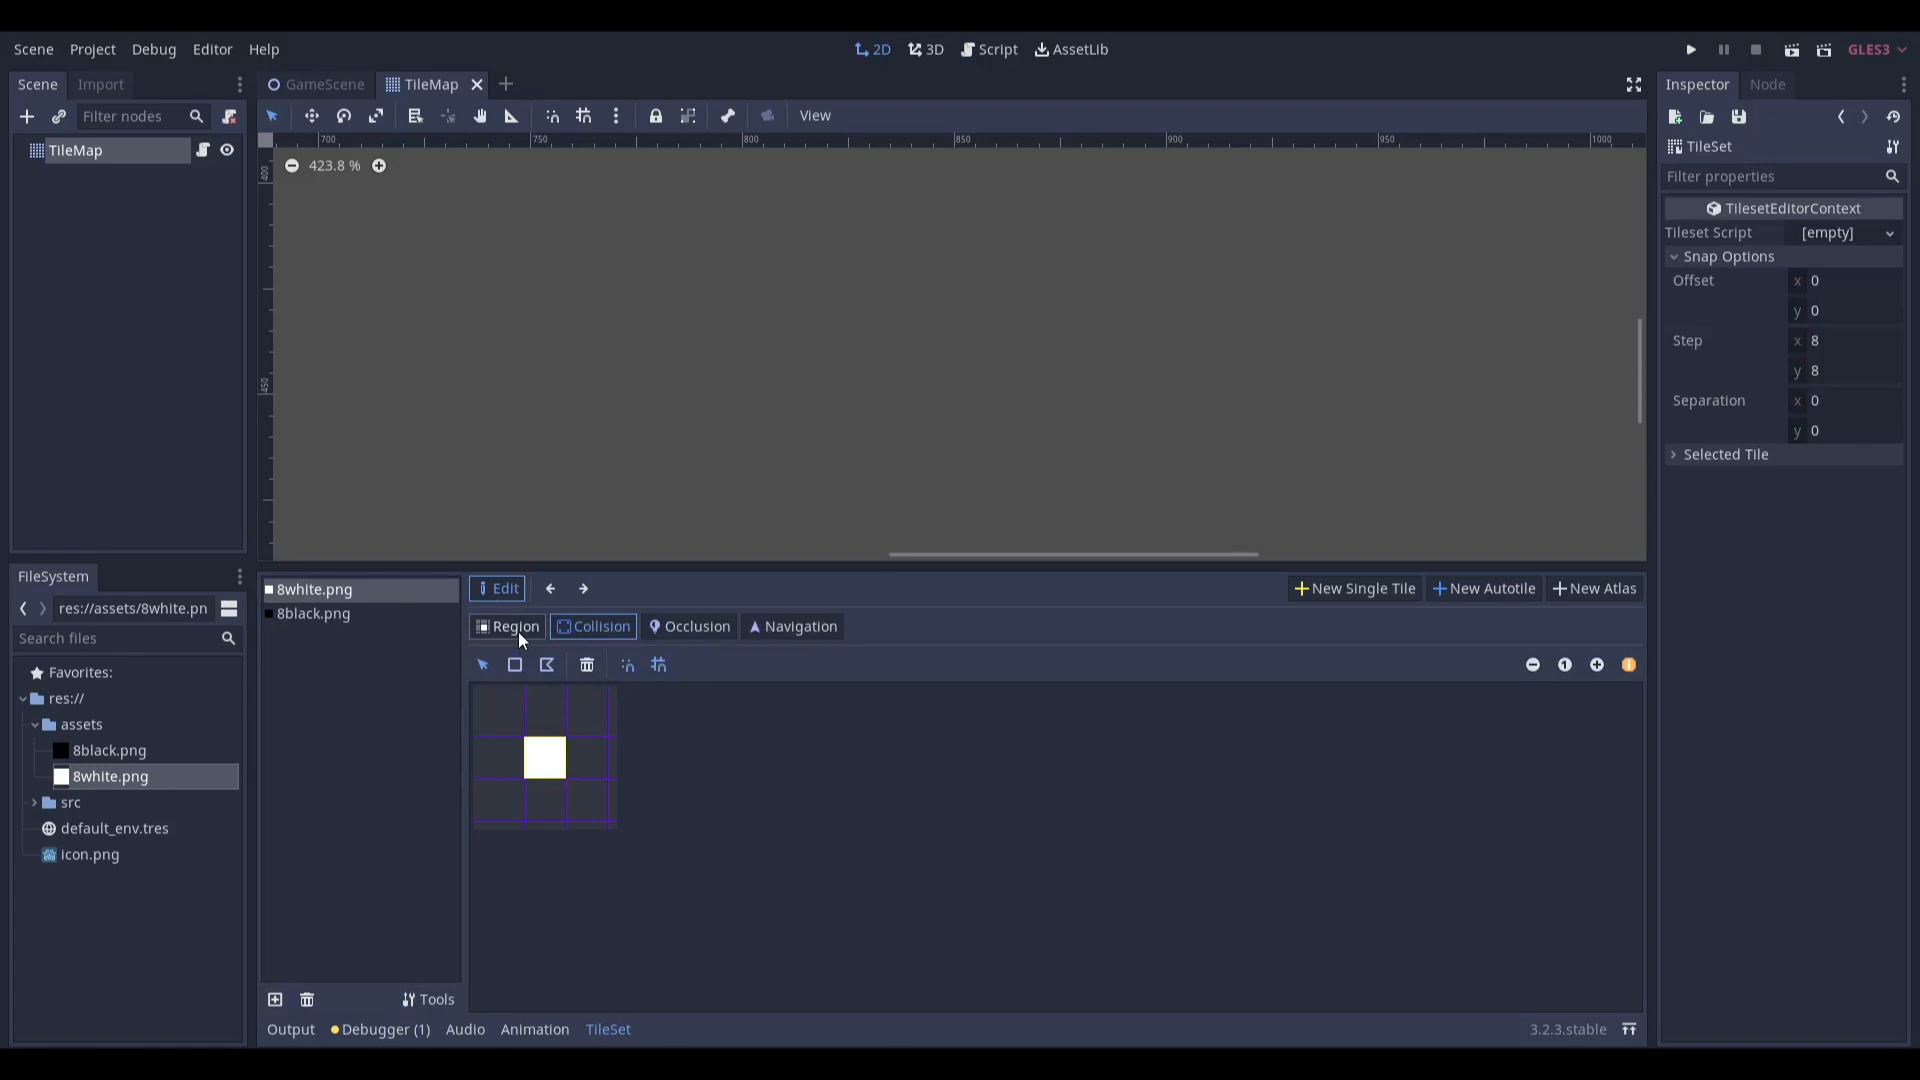 Scene Project Debug Editor Help 2D 3D Script AssetLib GLES3
Scene Import GameScene TileMap Inspector Node
Filter nodes View
TileMap
700 750 800 850 900 950 1000
400
450
423.8 %
TileSet
Filter properties
TilesetEditorContext
Tileset Script [empty]
Snap Options
Offset x 0
y 0
Step x 8
y 8
Separation x 0
y 0
Selected Tile
FileSystem
res://assets/8white.pn
Search files
Favorites:
res://
assets
8black.png
8white.png
src
default_env.tres
icon.png
8white.png
8black.png
Tools
Edit New Single Tile New Autotile New Atlas
Region Collision Occlusion Navigation
1
Output Debugger (1) Audio Animation TileSet 3.2.3.stable